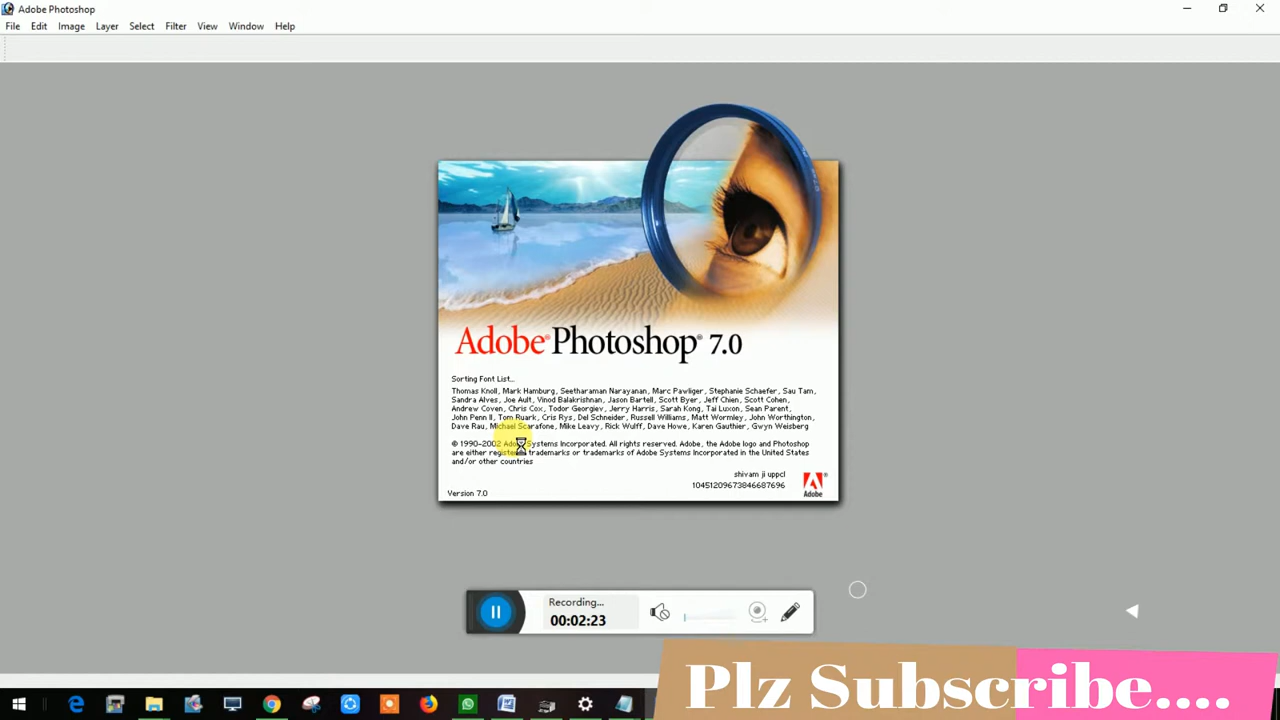 Adobe Photoshop
File Edit Image Layer Select Filter View Window Help
Adobe® Photoshop® 7.0
Sorting Font List...
Thomas Knoll, Mark Hamburg, Seetharaman Narayanan, Marc Pawliger, Stephanie Schaefer, Sau Tam,
Sandra Alves, Joe Ault, Vinod Balakrishnan, Jason Bartell, Scott Byer, Jeff Chien, Scott Cohen,
Andrew Coven, Chris Cox, Todor Georgiev, Jerry Harris, Sarah Kong, Tai Luxon, Sean Parent,
John Penn II, Tom Ruark, Cris Rys, Del Schneider, Russell Williams, Matt Wormley, John Worthington,
Dave Rau, Michael Scarafone, Mike Leavy, Rick Wulff, Dave Howe, Karen Gauthier, Gwyn Weisberg
© 1990-2002 Adobe Systems Incorporated. All rights reserved. Adobe, the Adobe logo and Photoshop
are either registered trademarks or trademarks of Adobe Systems Incorporated in the United States
and/or other countries
shivam ji uppcl
10451209673846687696
Adobe
Version 7.0
Recording...
00:02:23
Plz Subscribe....